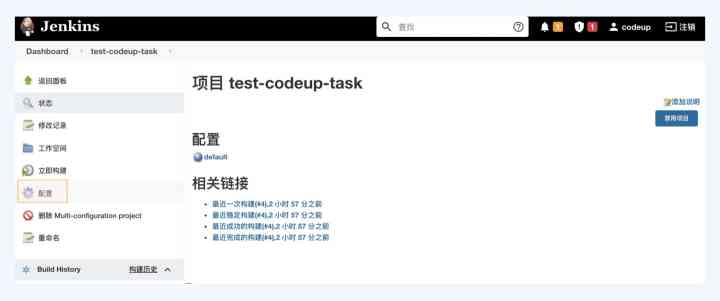 Jenkins
查找
1
1
codeup
注销
Dashboard
test-codeup-task
返回面板
状态
修改记录
工作空间
立即构建
配置
删除 Multi-configuration project
重命名
Build History
构建历史
项目 test-codeup-task
添加说明
禁用项目
配置
default
相关链接
最近一次构建(#4),2 小时 57 分之前
最近稳定构建(#4),2 小时 57 分之前
最近成功的构建(#4),2 小时 57 分之前
最近完成的构建(#4),2 小时 57 分之前